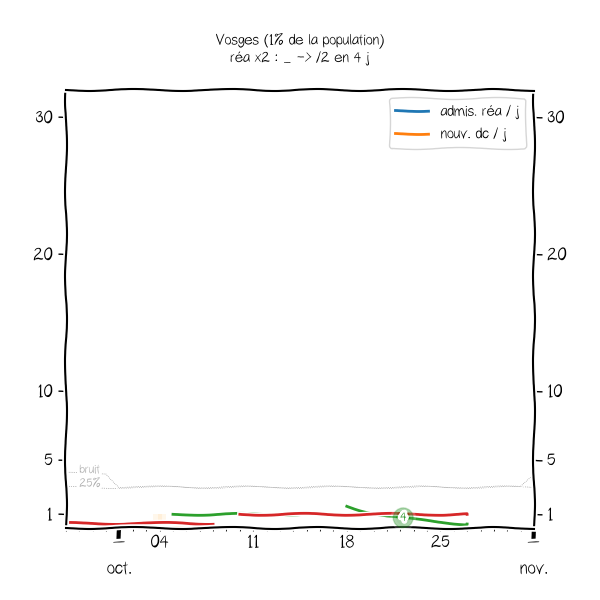 Vosges (1% de la population)
réa x2 : _ -> /2 en 4 j
admis. réa / j
nouv. dc / j
30
30
20
20
10
10
5
5
bruit
25%
1
1
4
04
11
18
25
oct.
nov.